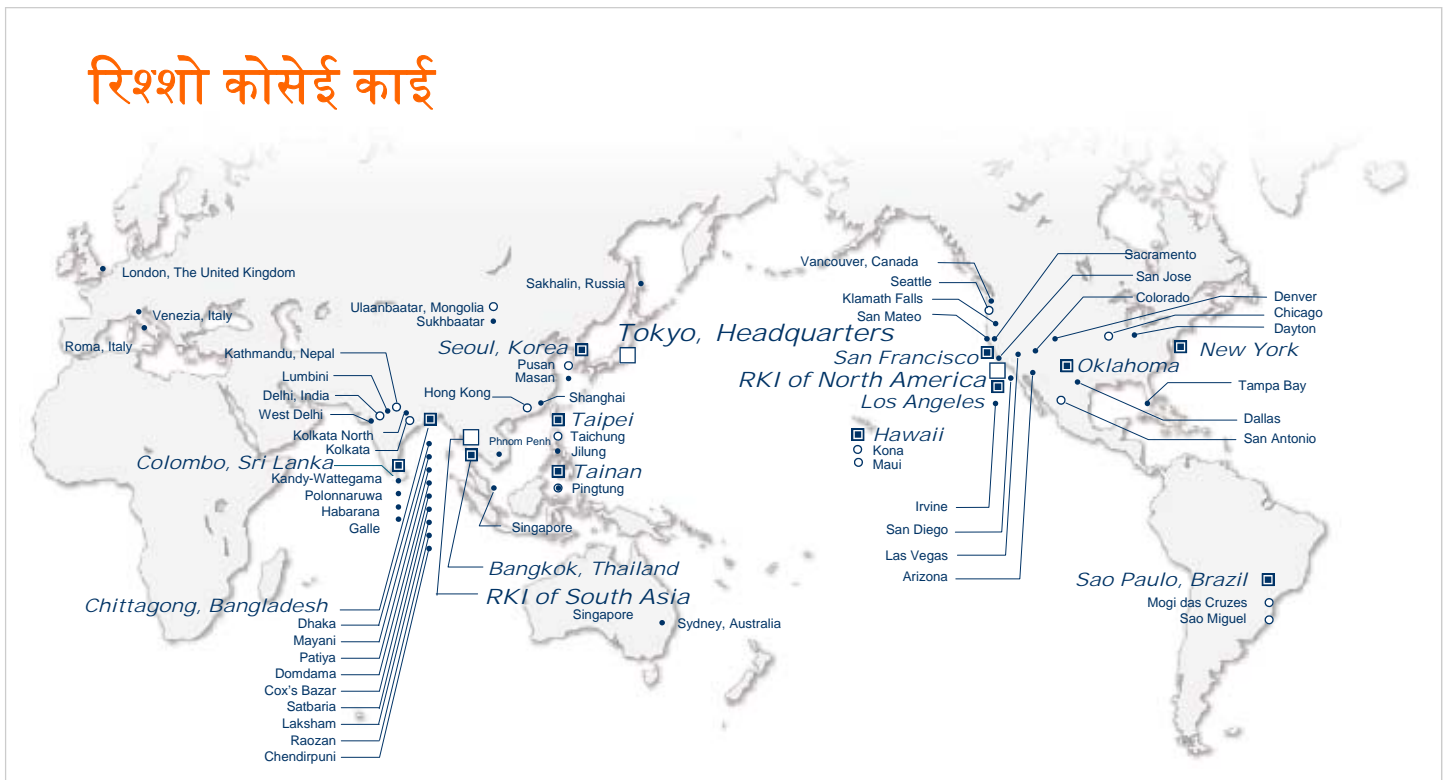 रिश्शो कोसेई काई
London, The United Kingdom
Venezia, Italy
Roma, Italy
Sakhalin, Russia
Ulaanbaatar, Mongolia
Sukhbaatar
Tokyo, Headquarters
Seoul, Korea
Pusan
Masan
Kathmandu, Nepal
Lumbini
Delhi, India
West Delhi
Kolkata North
Kolkata
Hong Kong
Shanghai
Taipei
Taichung
Jilung
Tainan
Pingtung
Phnom Penh
Colombo, Sri Lanka
Kandy-Wattegama
Polonnaruwa
Habarana
Galle
Singapore
Bangkok, Thailand
RKI of South Asia
Singapore
Sydney, Australia
Chittagong, Bangladesh
Dhaka
Mayani
Patiya
Domdama
Cox's Bazar
Satbaria
Laksham
Raozan
Chendirpuni
Vancouver, Canada
Seattle
Klamath Falls
San Mateo
San Francisco
RKI of North America
Los Angeles
Hawaii
Kona
Maui
Irvine
San Diego
Las Vegas
Arizona
Sacramento
San Jose
Colorado
Denver
Chicago
Dayton
New York
Oklahoma
Tampa Bay
Dallas
San Antonio
Sao Paulo, Brazil
Mogi das Cruzes
Sao Miguel